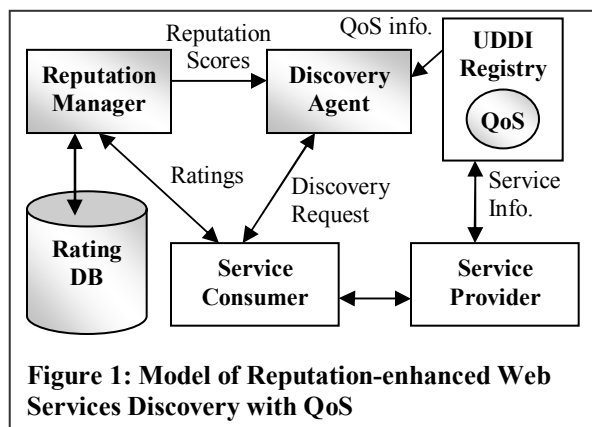 Reputation
Scores
QoS info.
UDDI
Registry
QoS
Reputation
Manager
Discovery
Agent
Ratings
Discovery
Request
Service
Info.
Rating
DB
Service
Consumer
Service
Provider
Figure 1: Model of Reputation-enhanced Web
Services Discovery with QoS